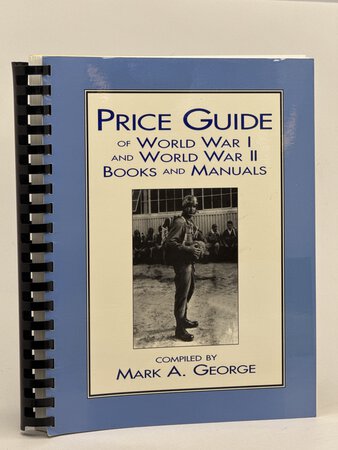 PRICE GUIDE
OF WORLD WAR I
AND WORLD WAR II
BOOKS AND MANUALS
COMPILED BY
MARK A. GEORGE